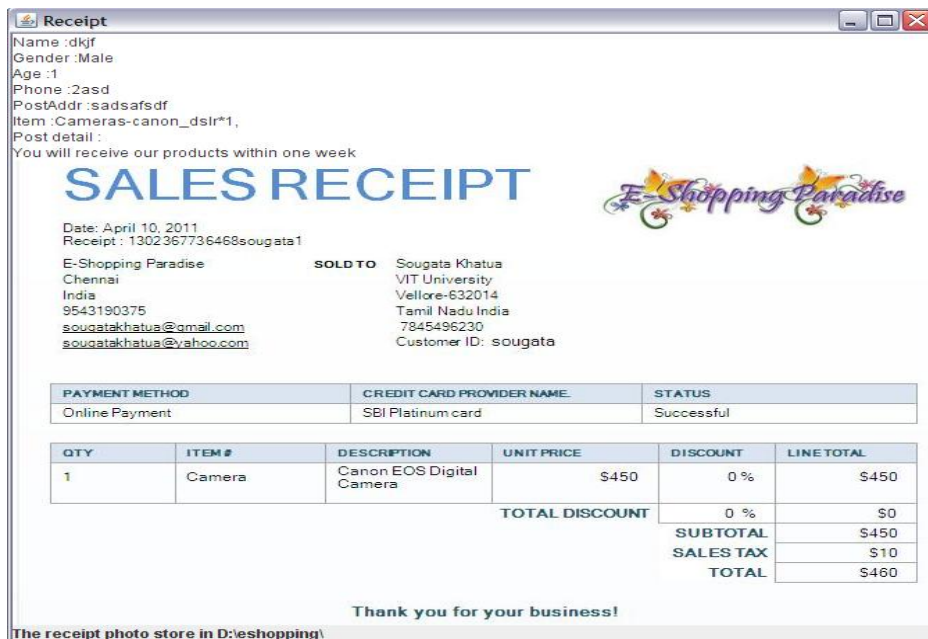 Receipt
Name :dkjf
Gender :Male
Age :1
Phone :2asd
PostAddr :sadsafsdf
Item :Cameras-canon_dslr*1,
Post detail :
You will receive our products within one week
SALES RECEIPT
E-Shopping Paradise
Date: April 10, 2011
Receipt : 1302367736468sougata1
E-Shopping Paradise SOLD TO Sougata Khatua
Chennai VIT University
India Vellore-632014
9543190375 Tamil Nadu India
sougatakhatua@gmail.com 7845496230
sougatakhatua@yahoo.com Customer ID: sougata
PAYMENT METHOD CREDIT CARD PROVIDER NAME. STATUS
Online Payment SBI Platinum card Successful
QTY ITEM # DESCRIPTION UNIT PRICE DISCOUNT LINE TOTAL
1 Camera Canon EOS Digital Camera $450 0 % $450
TOTAL DISCOUNT 0 % $0
SUBTOTAL $450
SALES TAX $10
TOTAL $460
Thank you for your business!
The receipt photo store in D:\eshopping\